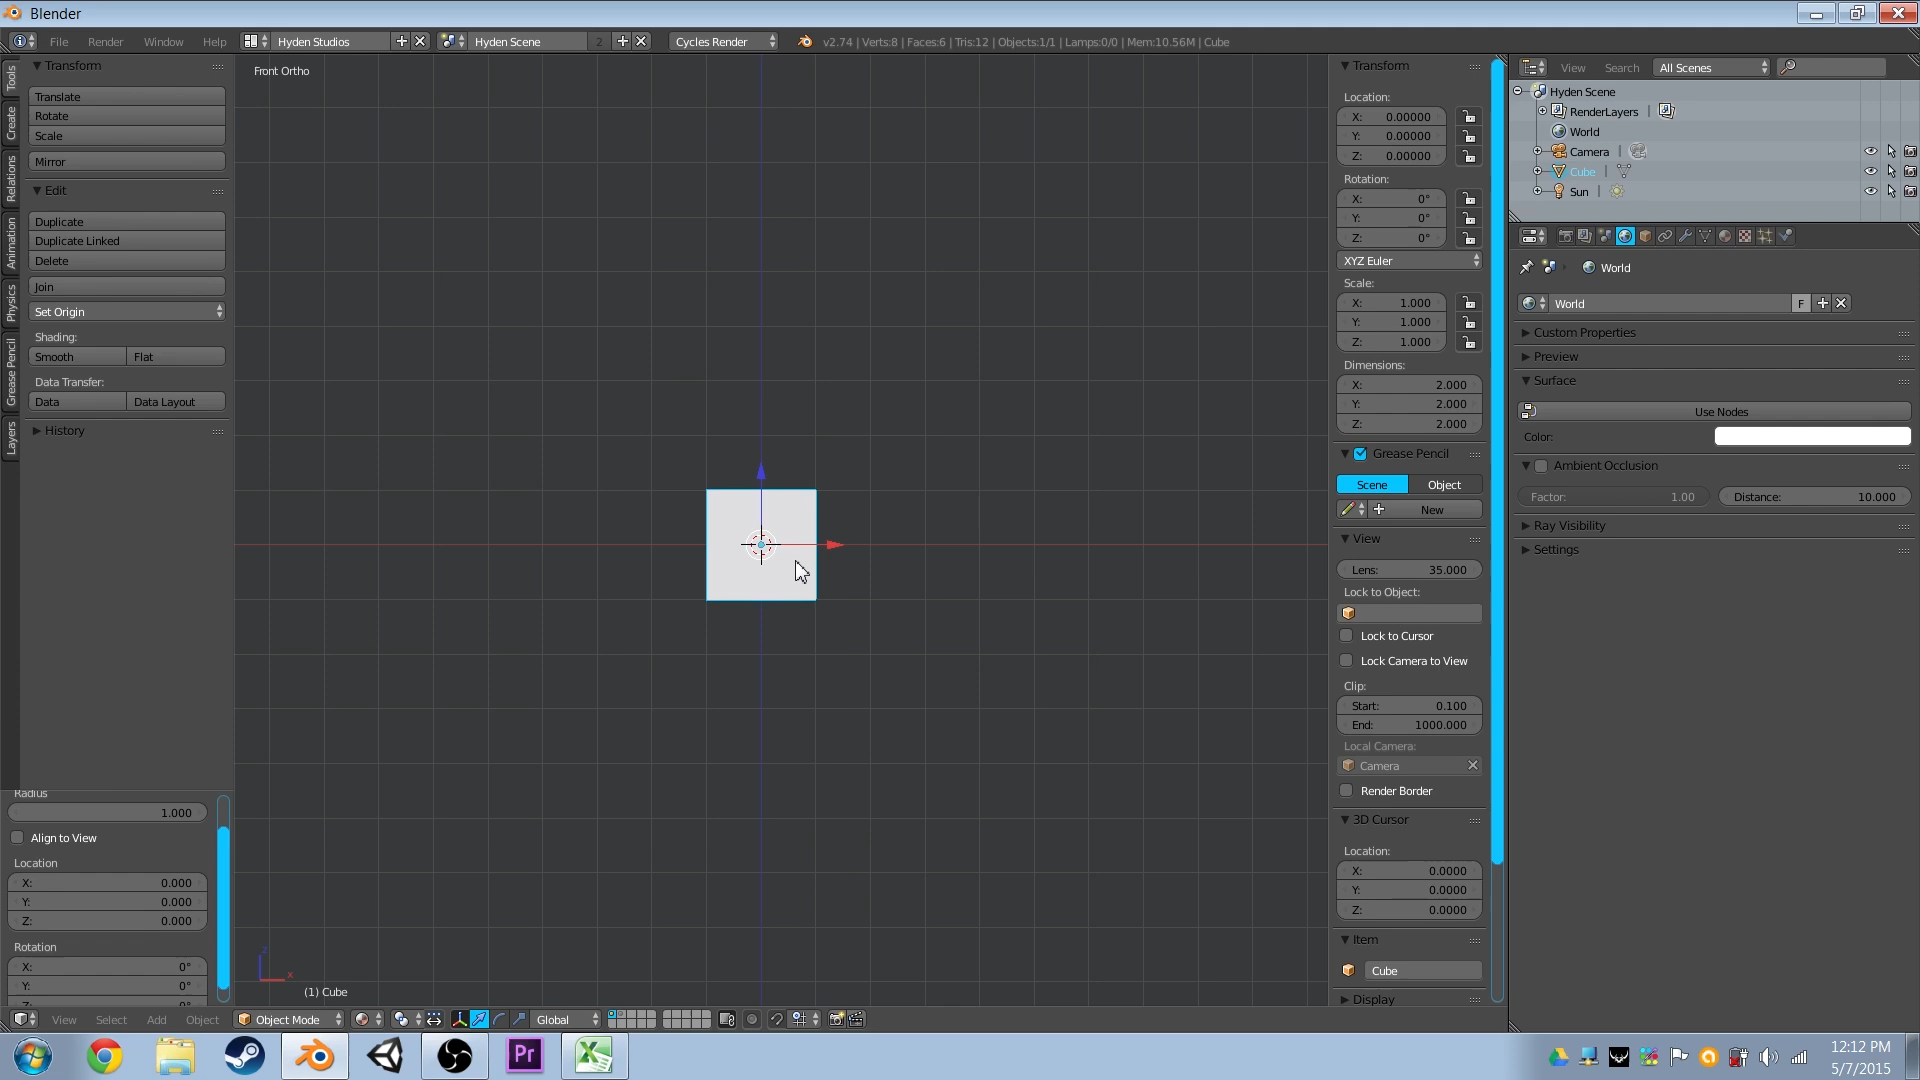 Blender
File Render Window Help Hyden Studios Hyden Scene 2 Cycles Render v2.74 | Verts:8 | Faces:6 | Tris:12 | Objects:1/1 | Lamps:0/0 | Mem:10.56M | Cube
Tools
Create
Relations
Animation
Physics
Grease Pencil
Layers
Transform
Translate
Rotate
Scale
Mirror
Edit
Duplicate
Duplicate Linked
Delete
Join
Set Origin
Shading:
Smooth Flat
Data Transfer:
Data Data Layout
History
Radius
1.000
Align to View
Location
X: 0.000
Y: 0.000
Z: 0.000
Rotation
X: 0°
Y: 0°
Z: 0°
Front Ortho
z
x
(1) Cube
View Select Add Object Object Mode Global
Transform
Location:
X: 0.00000
Y: 0.00000
Z: 0.00000
Rotation:
X: 0°
Y: 0°
Z: 0°
XYZ Euler
Scale:
X: 1.000
Y: 1.000
Z: 1.000
Dimensions:
X: 2.000
Y: 2.000
Z: 2.000
Grease Pencil
Scene Object
New
View
Lens: 35.000
Lock to Object:
Lock to Cursor
Lock Camera to View
Clip:
Start: 0.100
End: 1000.000
Local Camera:
Camera
Render Border
3D Cursor
Location:
X: 0.0000
Y: 0.0000
Z: 0.0000
Item
Cube
Display
View Search All Scenes
Hyden Scene
RenderLayers
World
Camera
Cube
Sun
World
World F
Custom Properties
Preview
Surface
Use Nodes
Color:
Ambient Occlusion
Factor: 1.00 Distance: 10.000
Ray Visibility
Settings
Pr
12:12 PM
5/7/2015